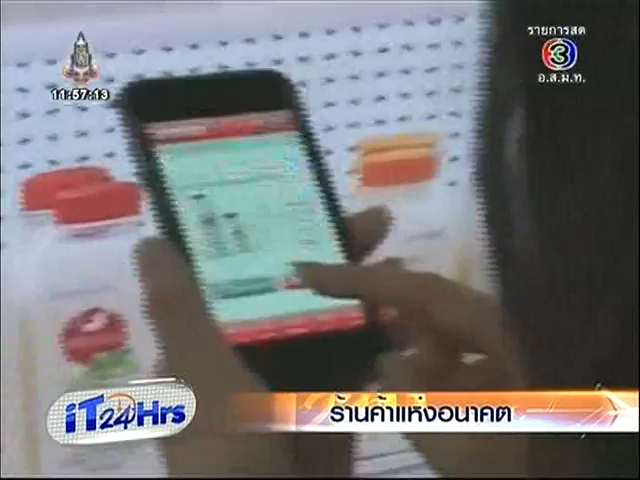 รายการสด
3
อ.ส.ม.ท.
11:57:13
iT24Hrs
ร้านค้าแห่งอนาคต